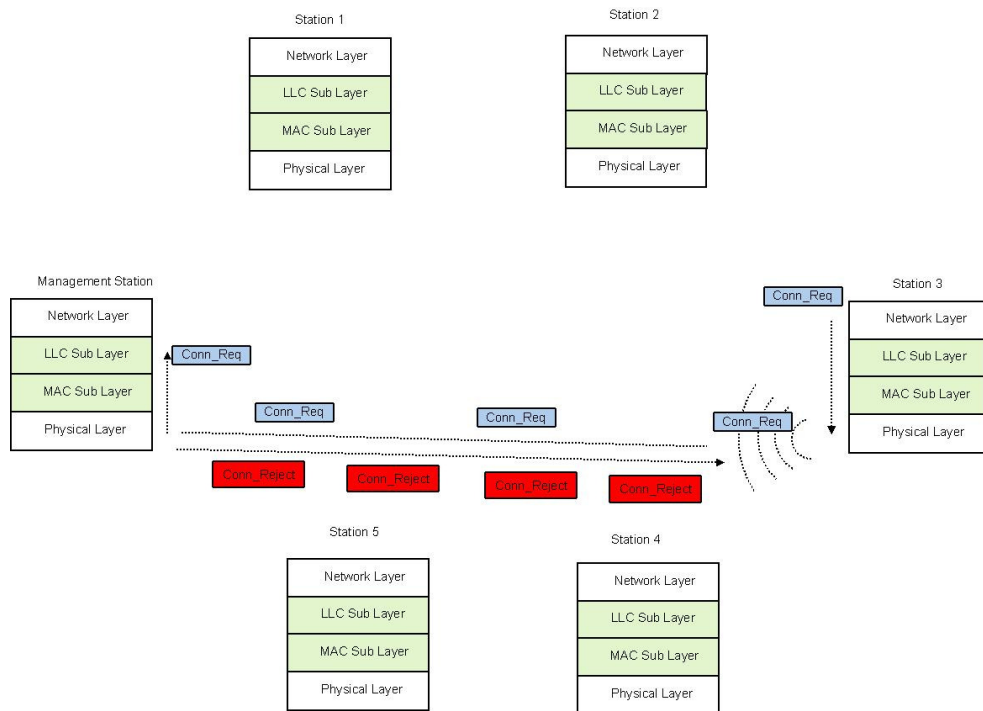 Station 1
Network Layer
LLC Sub Layer
MAC Sub Layer
Physical Layer
Station 2
Network Layer
LLC Sub Layer
MAC Sub Layer
Physical Layer
Management Station
Network Layer
LLC Sub Layer
MAC Sub Layer
Physical Layer
Conn_Req
Conn_Req
Conn_Req
Conn_Req
Conn_Req
Station 3
Network Layer
LLC Sub Layer
MAC Sub Layer
Physical Layer
Conn_Reject
Conn_Reject
Conn_Reject
Conn_Reject
Station 5
Network Layer
LLC Sub Layer
MAC Sub Layer
Physical Layer
Station 4
Network Layer
LLC Sub Layer
MAC Sub Layer
Physical Layer